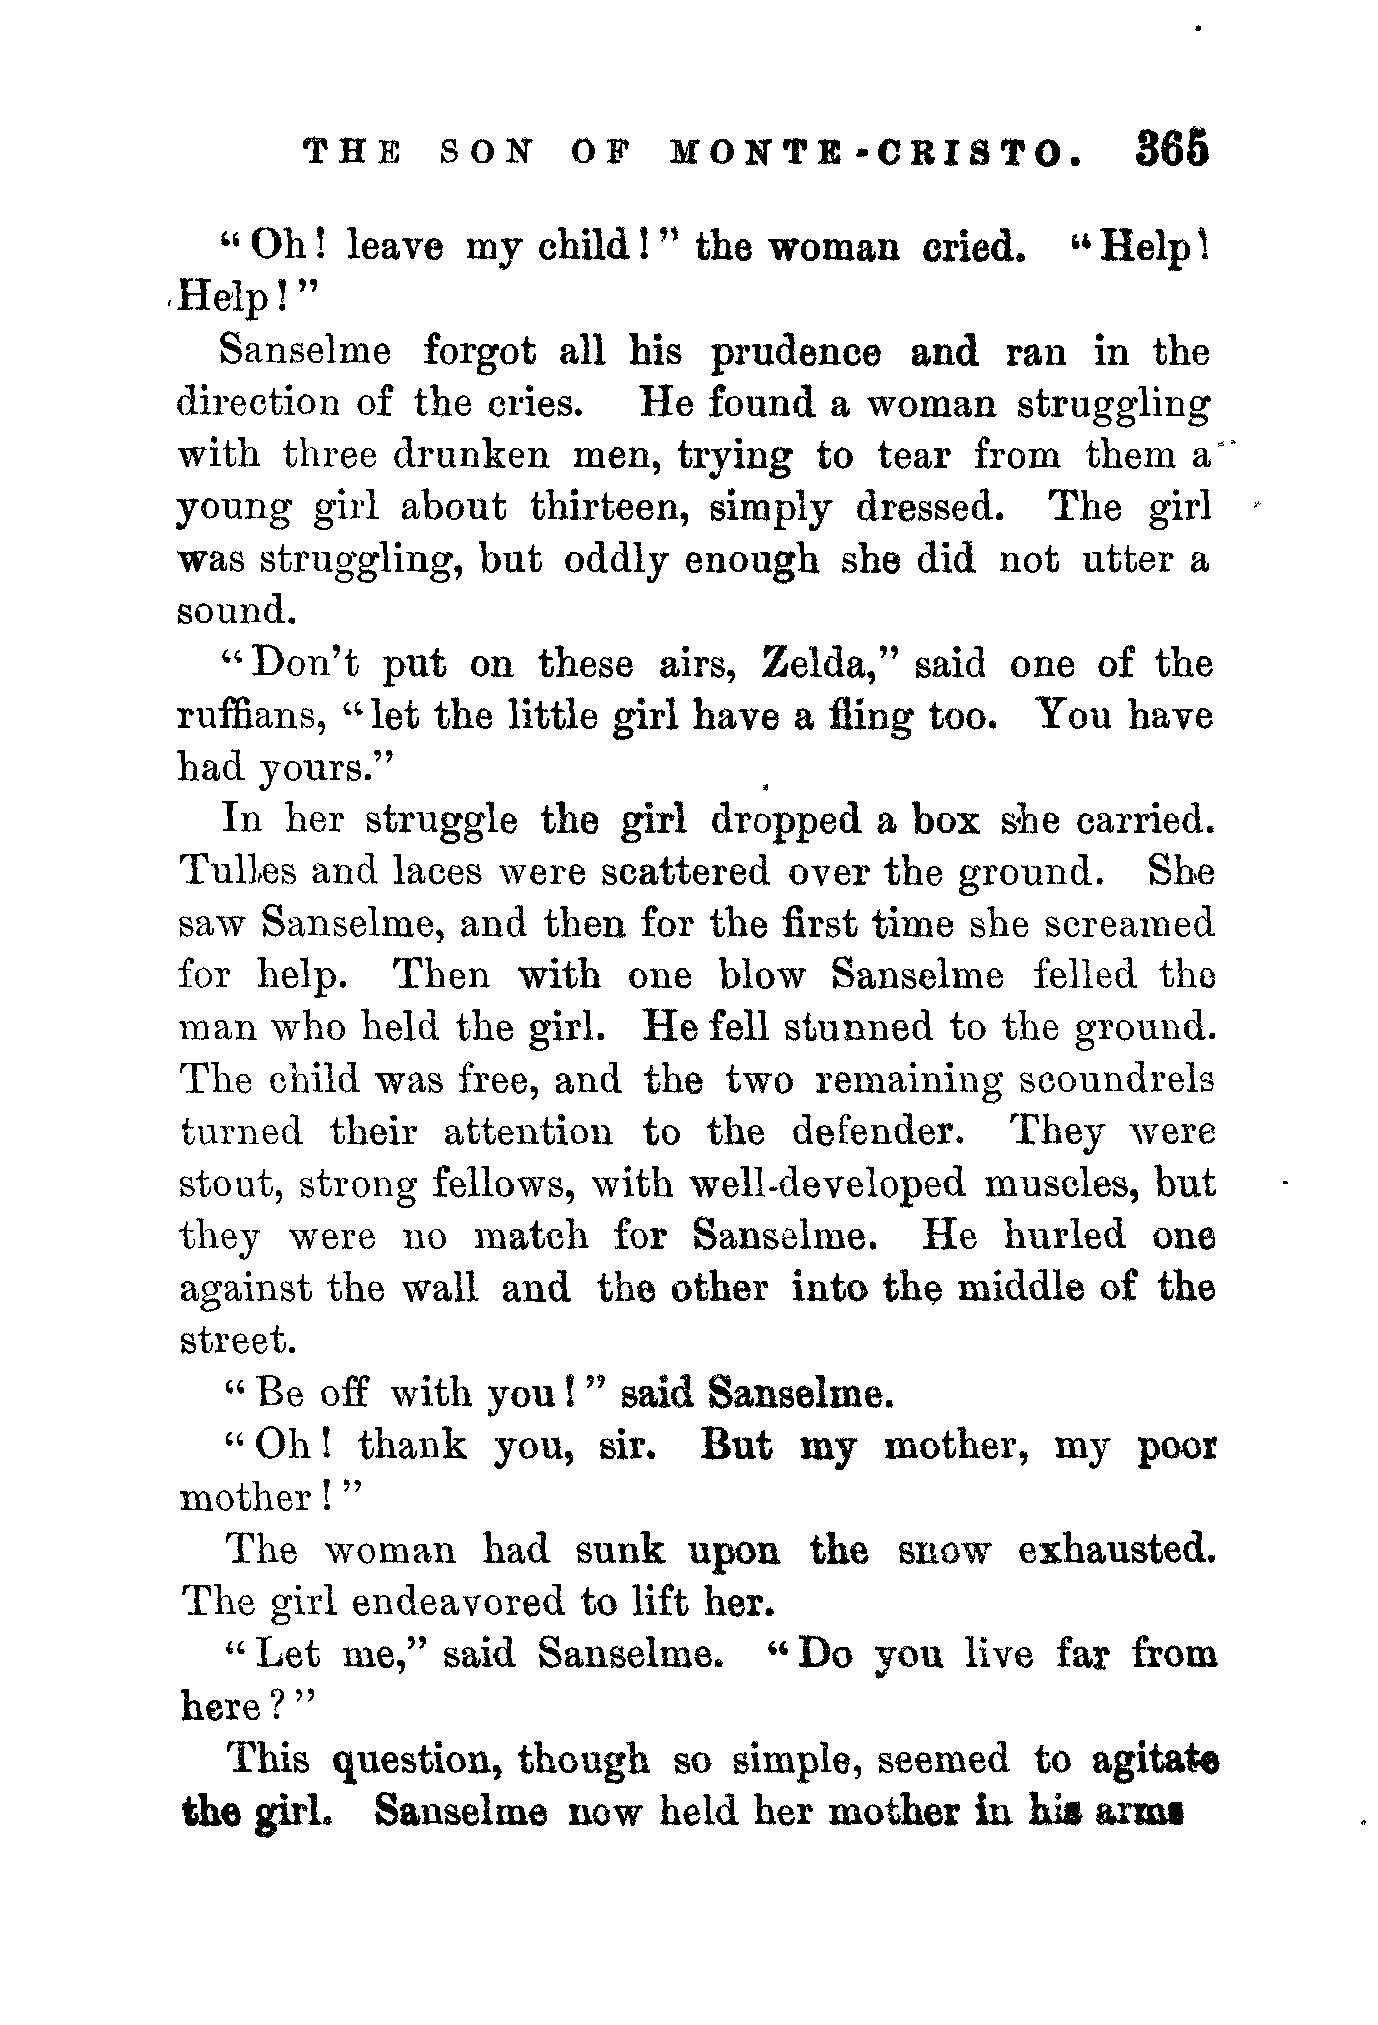 THE SON OF MONTE-CRISTO. 365
"Oh! leave my child!" the woman cried. "Help!
Help!"
Sanselme forgot all his prudence and ran in the
direction of the cries. He found a woman struggling
with three drunken men, trying to tear from them a
young girl about thirteen, simply dressed. The girl
was struggling, but oddly enough she did not utter a
sound.
"Don't put on these airs, Zelda," said one of the
ruffians, "let the little girl have a fling too. You have
had yours."
In her struggle the girl dropped a box she carried.
Tulles and laces were scattered over the ground. She
saw Sanselme, and then for the first time she screamed
for help. Then with one blow Sanselme felled the
man who held the girl. He fell stunned to the ground.
The child was free, and the two remaining scoundrels
turned their attention to the defender. They were
stout, strong fellows, with well-developed muscles, but
they were no match for Sanselme. He hurled one
against the wall and the other into the middle of the
street.
"Be off with you!" said Sanselme.
"Oh! thank you, sir. But my mother, my poor
mother!"
The woman had sunk upon the snow exhausted.
The girl endeavored to lift her.
"Let me," said Sanselme. "Do you live far from
here?"
This question, though so simple, seemed to agitate
the girl. Sanselme now held her mother in his arms